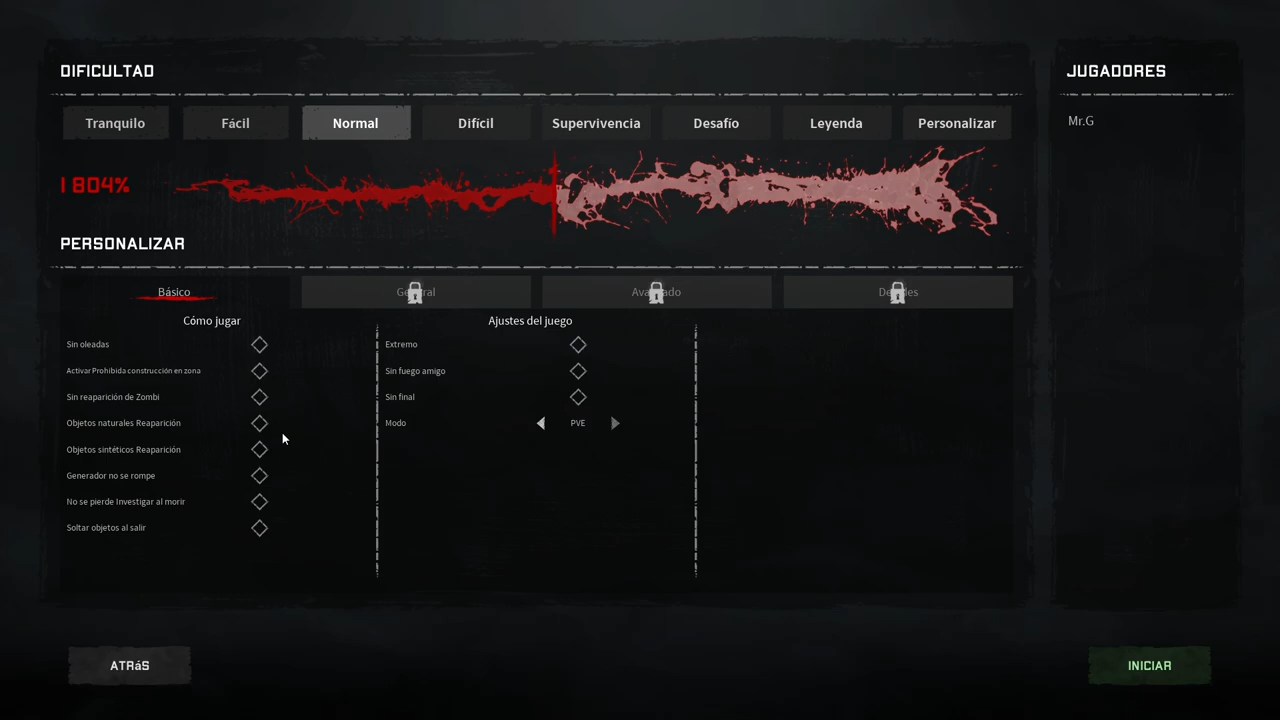 DIFICULTAD
JUGADORES
Tranquilo
Fácil
Normal
Difícil
Supervivencia
Desafío
Leyenda
Personalizar
Mr.G
1 804%
PERSONALIZAR
Básico
Cómo jugar
Ajustes del juego
Sin oleadas
Activar Prohibida construcción en zona
Sin reaparición de Zombi
Objetos naturales Reaparición
Objetos sintéticos Reaparición
Generador no se rompe
No se pierde Investigar al morir
Soltar objetos al salir
Extremo
Sin fuego amigo
Sin final
Modo
PVE
ATRáS
INICIAR